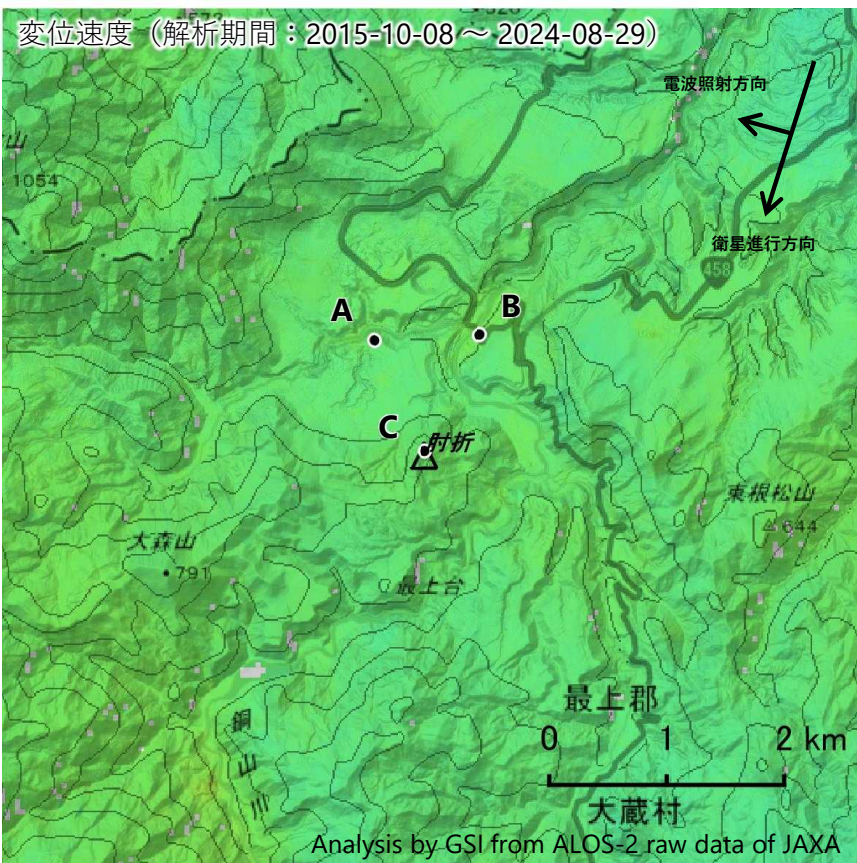 変位速度（解析期間：2015-10-08 ～ 2024-08-29）
電波照射方向
山
1054
衛星進行方向
458
A
B
C
肘折
東根松山
644
大森山
791
最上台
最上郡
0 1 2 km
銅山川
大蔵村
Analysis by GSI from ALOS-2 raw data of JAXA